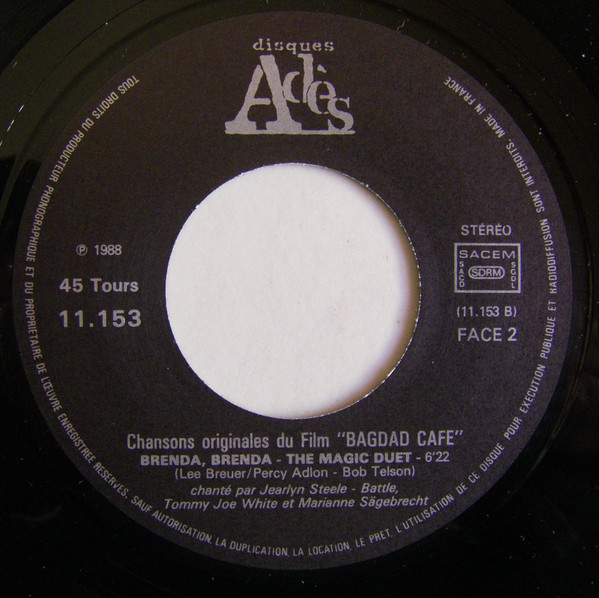 disques
Adès
TOUS DROITS DU PRODUCTEUR PHONOGRAPHIQUE ET DU PROPRIETAIRE DE L'ŒUVRE ENREGISTREE RESERVES, SAUF AUTORISATION, LA DUPLICATION, LA LOCATION, LE PRET, L'UTILISATION DE CE DISQUE POUR EXECUTION PUBLIQUE ET RADIODIFFUSION SONT INTERDITS. MADE IN FRANCE
℗ 1988
45 Tours
11.153
STÉRÉO
SACEM
SACD
SDRM
SGDL
(11.153 B)
FACE 2
Chansons originales du Film "BAGDAD CAFE"
BRENDA, BRENDA - THE MAGIC DUET - 6'22
(Lee Breuer/Percy Adlon - Bob Telson)
chanté par Jearlyn Steele - Battle,
Tommy Joe White et Marianne Sägebrecht